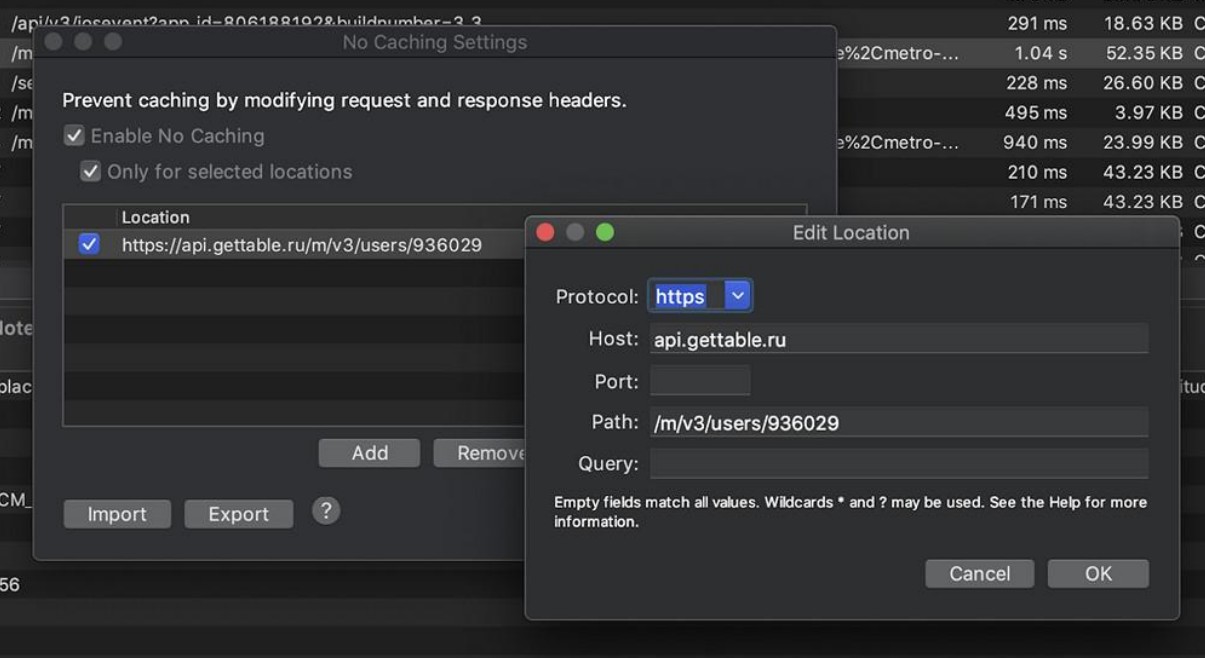 /api/v3/iosevent?app_id=806188192&buildnumber=3.3
291 ms 18.63 KB
No Caching Settings
e%2Cmetro-... 1.04 s 52.35 KB
228 ms 26.60 KB
Prevent caching by modifying request and response headers.
495 ms 3.97 KB
Enable No Caching
e%2Cmetro-... 940 ms 23.99 KB
Only for selected locations
210 ms 43.23 KB
171 ms 43.23 KB
Location
https://api.gettable.ru/m/v3/users/936029
Add Remove
Import Export ?
56
Edit Location
Protocol: https
Host: api.gettable.ru
Port:
Path: /m/v3/users/936029
Query:
Empty fields match all values. Wildcards * and ? may be used. See the Help for more
information.
Cancel OK